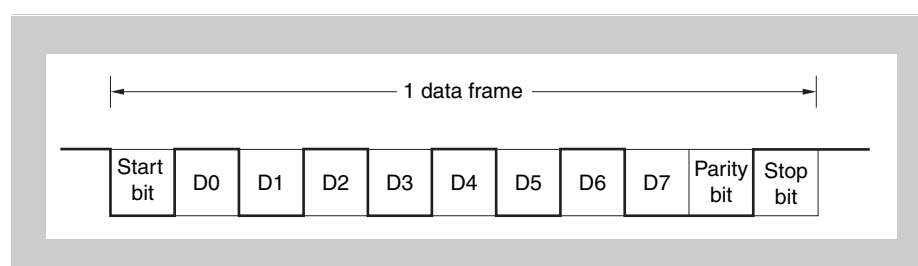 1 data frame
Start bit D0 D1 D2 D3 D4 D5 D6 D7 Parity bit Stop bit